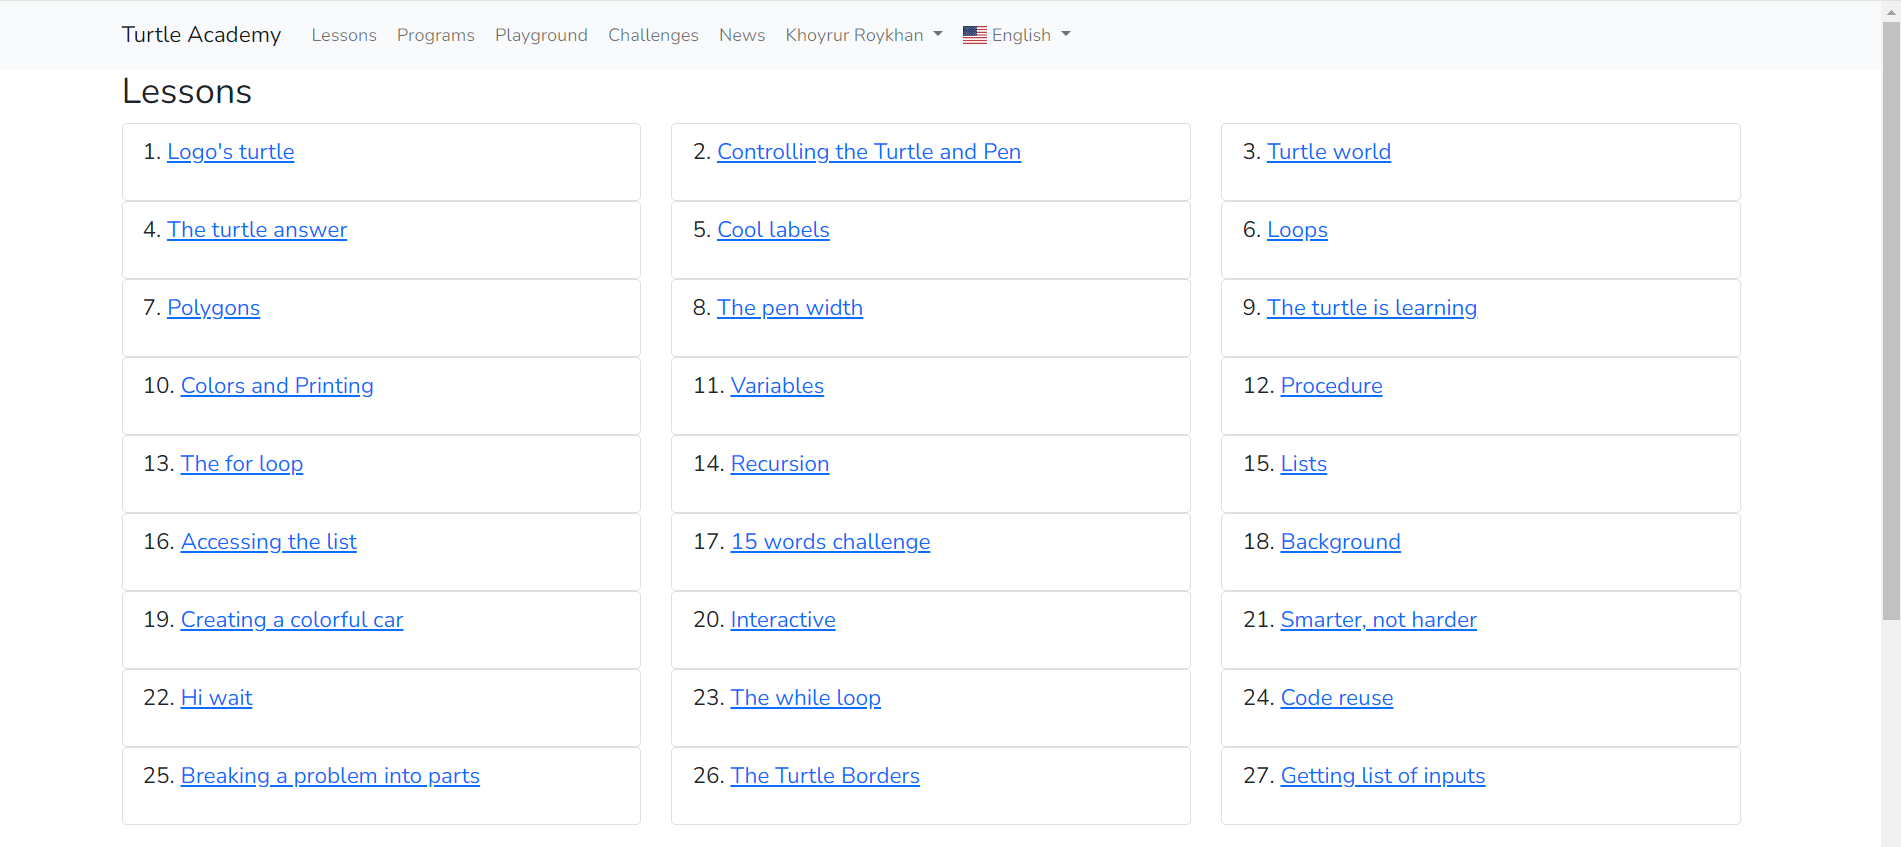 Turtle Academy Lessons Programs Playground Challenges News Khoyrur Roykhan English
Lessons
1. Logo's turtle
2. Controlling the Turtle and Pen
3. Turtle world
4. The turtle answer
5. Cool labels
6. Loops
7. Polygons
8. The pen width
9. The turtle is learning
10. Colors and Printing
11. Variables
12. Procedure
13. The for loop
14. Recursion
15. Lists
16. Accessing the list
17. 15 words challenge
18. Background
19. Creating a colorful car
20. Interactive
21. Smarter, not harder
22. Hi wait
23. The while loop
24. Code reuse
25. Breaking a problem into parts
26. The Turtle Borders
27. Getting list of inputs